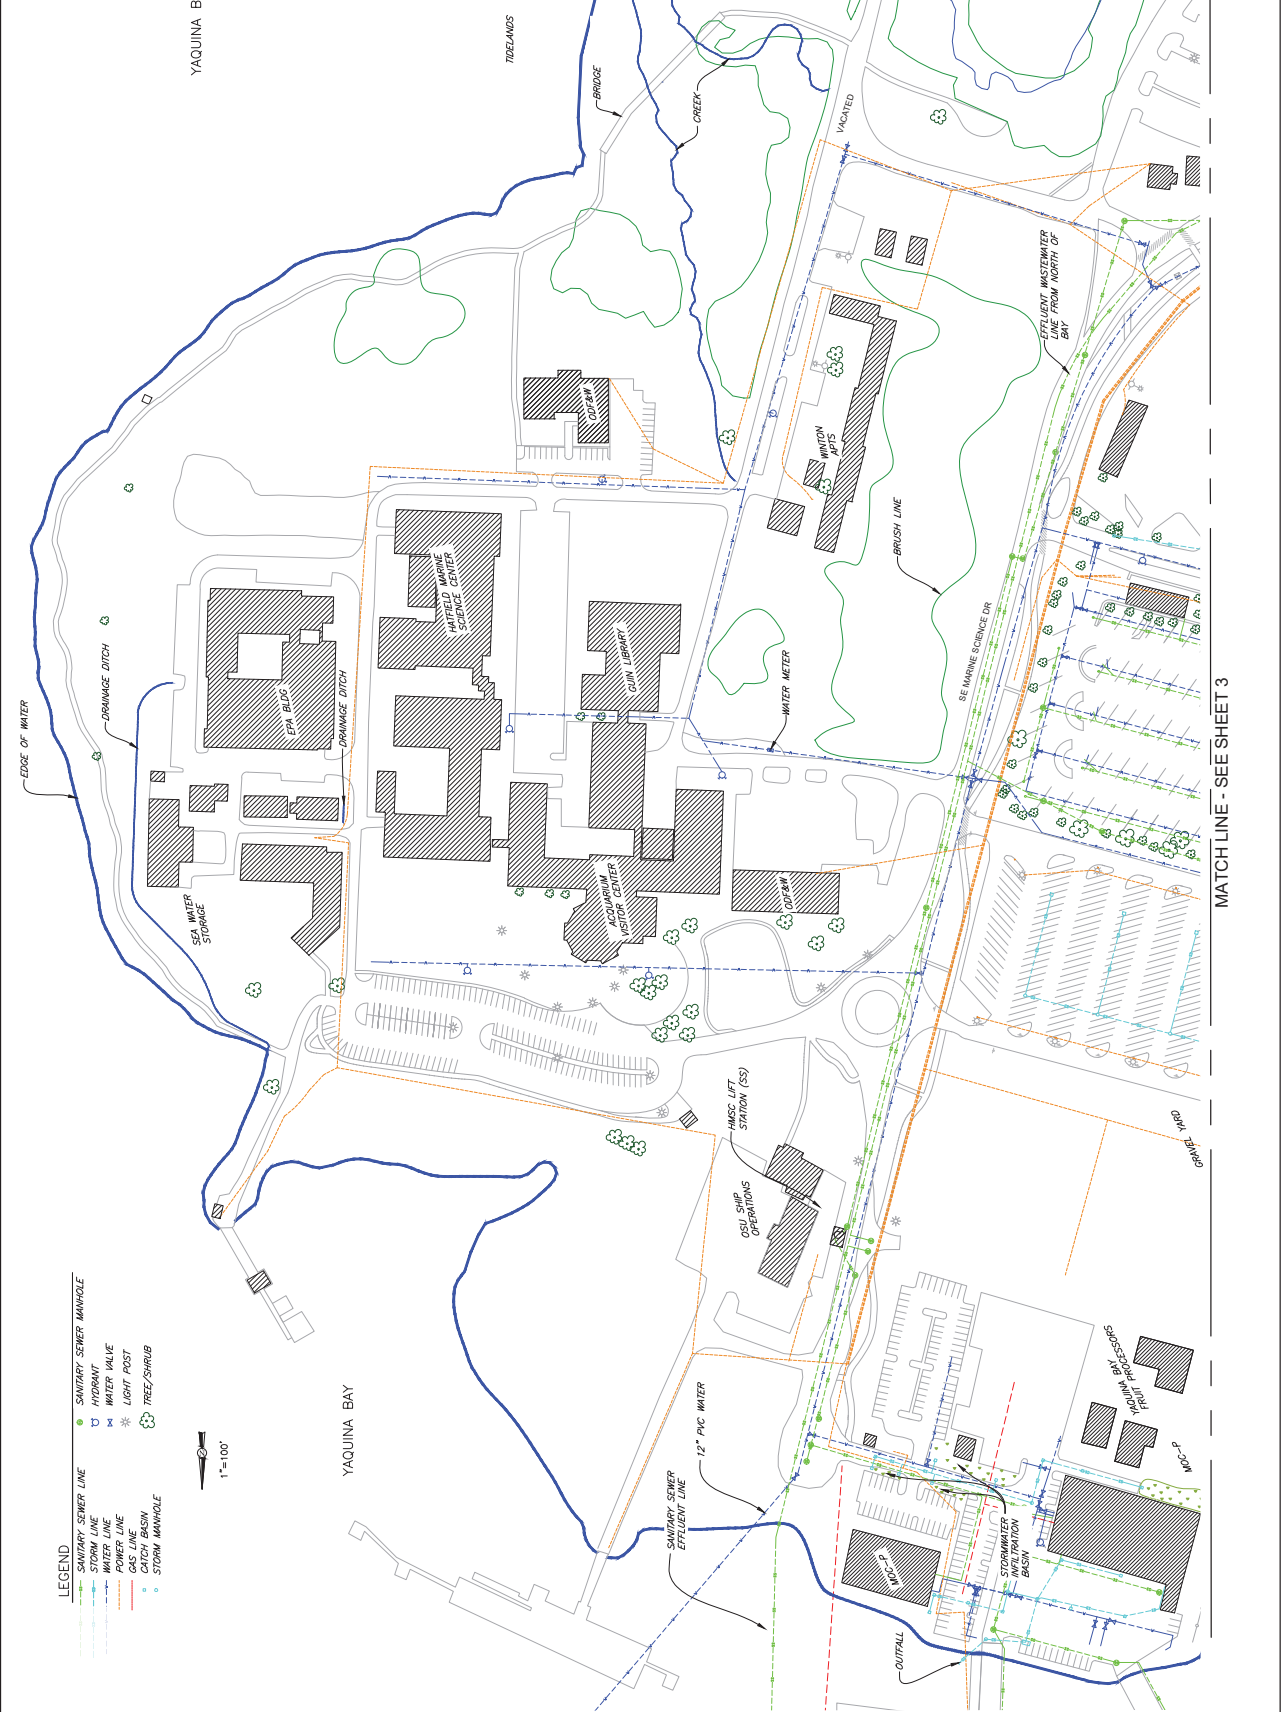 YAQUINA B
TIDELANDS
BRIDGE
CREEK
VACATED
EFFLUENT WASTEWATER
LINE FROM NORTH OF
BAY
ODF&W
WINTON
APTS
BRUSH LINE
HATFIELD MARINE
SCIENCE CENTER
GUIN LIBRARY
SE MARINE SCIENCE DR
WATER METER
EDGE OF WATER
DRAINAGE DITCH
EPA BLDG
DRAINAGE DITCH
SEA WATER
STORAGE
ACQUARIUM
VISITOR CENTER
ODF&W
MATCH LINE - SEE SHEET 3
HMSC LIFT
STATION (SS)
OSU SHIP
OPERATIONS
GRAVEL YARD
YAQUINA BAY
FRUIT PROCESSORS
MOC-P
12" PVC WATER
SANITARY SEWER
EFFLUENT LINE
MOC-P
STORMWATER
INFILTRATION
BASIN
OUTFALL
YAQUINA BAY
1"=100'
LEGEND
SANITARY SEWER LINE
STORM LINE
WATER LINE
POWER LINE
GAS LINE
CATCH BASIN
STORM MANHOLE
SANITARY SEWER MANHOLE
HYDRANT
WATER VALVE
LIGHT POST
TREE/SHRUB